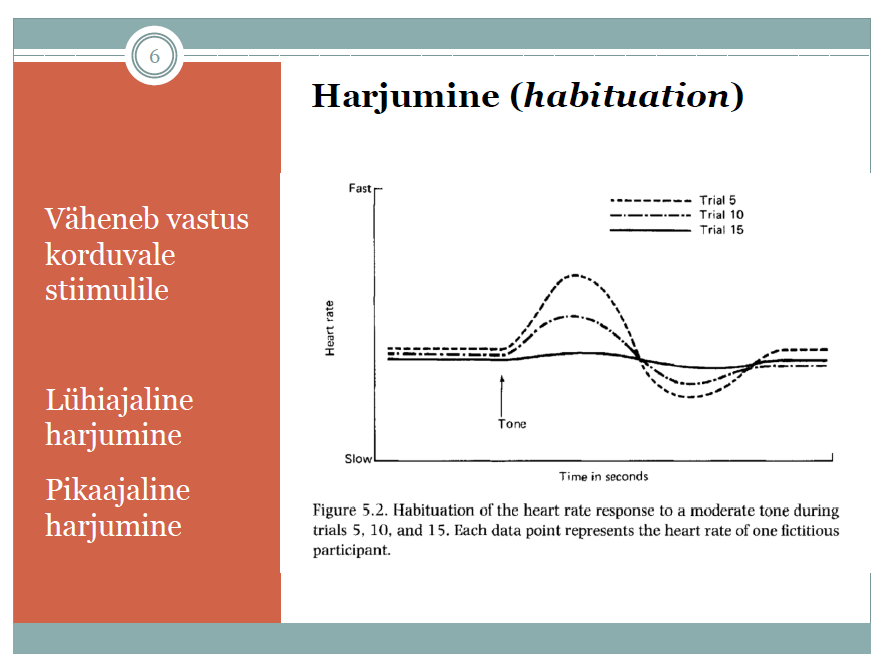 6
Harjumine (habituation)
Väheneb vastus
korduvale
stiimulile
Lühiajaline
harjumine
Pikaajaline
harjumine
Fast
Trial 5
Trial 10
Trial 15
Heart rate
Tone
Slow
Time in seconds
Figure 5.2. Habituation of the heart rate response to a moderate tone during
trials 5, 10, and 15. Each data point represents the heart rate of one fictitious
participant.